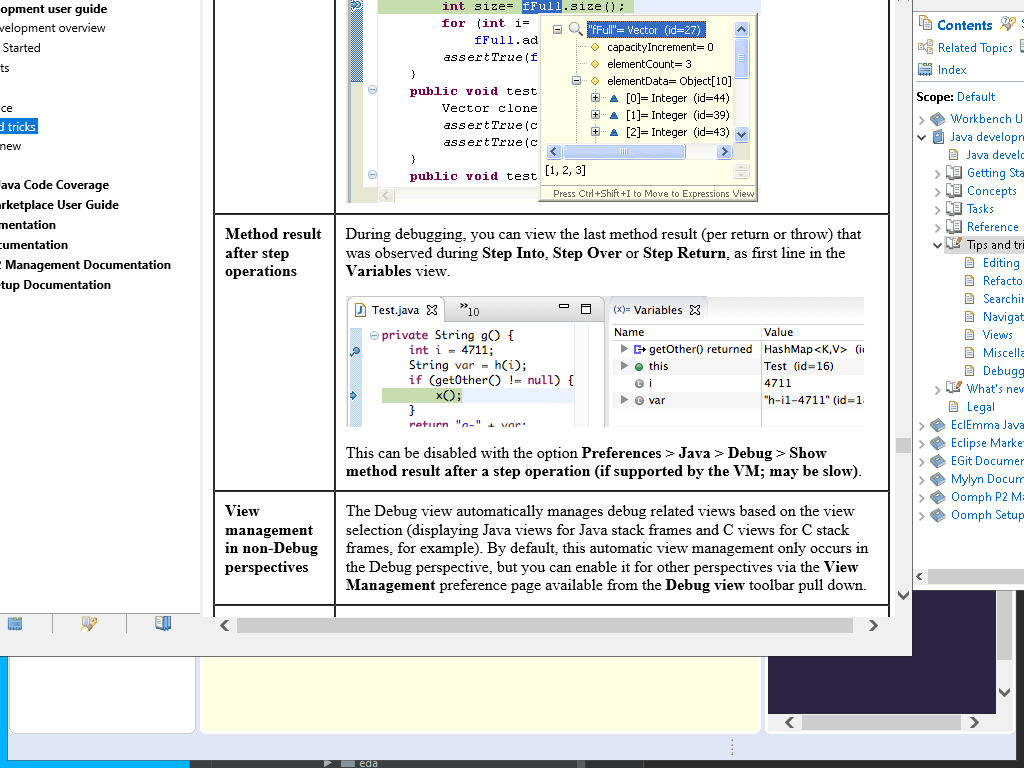 opment user guide
velopment overview
Started
ts
ce
d tricks
new
ava Code Coverage
rketplace User Guide
mentation
cumentation
2 Management Documentation
tup Documentation
int size= fFull.size();
for (int i=
fFull.ad
assertTrue(f
}
public void test
Vector clone
assertTrue(c
assertTrue(c
}
public void test
"fFull"= Vector (id=27)
capacityIncrement= 0
elementCount= 3
elementData= Object[10]
[0]= Integer (id=44)
[1]= Integer (id=39)
[2]= Integer (id=43)
[1, 2, 3]
Press Ctrl+Shift+I to Move to Expressions View
Method result
after step
operations
During debugging, you can view the last method result (per return or throw) that
was observed during Step Into, Step Over or Step Return, as first line in the
Variables view.
Test.java
»10
private String g() {
int i = 4711;
String var = h(i);
if (getOther() != null) {
x();
}
return "g-" + var;
(x)= Variables
Name Value
getOther() returned HashMap<K,V> (i
this Test (id=16)
i 4711
var "h-i1-4711" (id=1
This can be disabled with the option Preferences > Java > Debug > Show
method result after a step operation (if supported by the VM; may be slow).
View
management
in non-Debug
perspectives
The Debug view automatically manages debug related views based on the view
selection (displaying Java views for Java stack frames and C views for C stack
frames, for example). By default, this automatic view management only occurs in
the Debug perspective, but you can enable it for other perspectives via the View
Management preference page available from the Debug view toolbar pull down.
Contents
Related Topics
Index
Scope: Default
Workbench U
Java developm
Java develo
Getting Sta
Concepts
Tasks
Reference
Tips and tri
Editing
Refacto
Searchin
Navigat
Views
Miscella
Debugg
What's new
Legal
EclEmma Java
Eclipse Marke
EGit Documen
Mylyn Docum
Oomph P2 Ma
Oomph Setup
eda